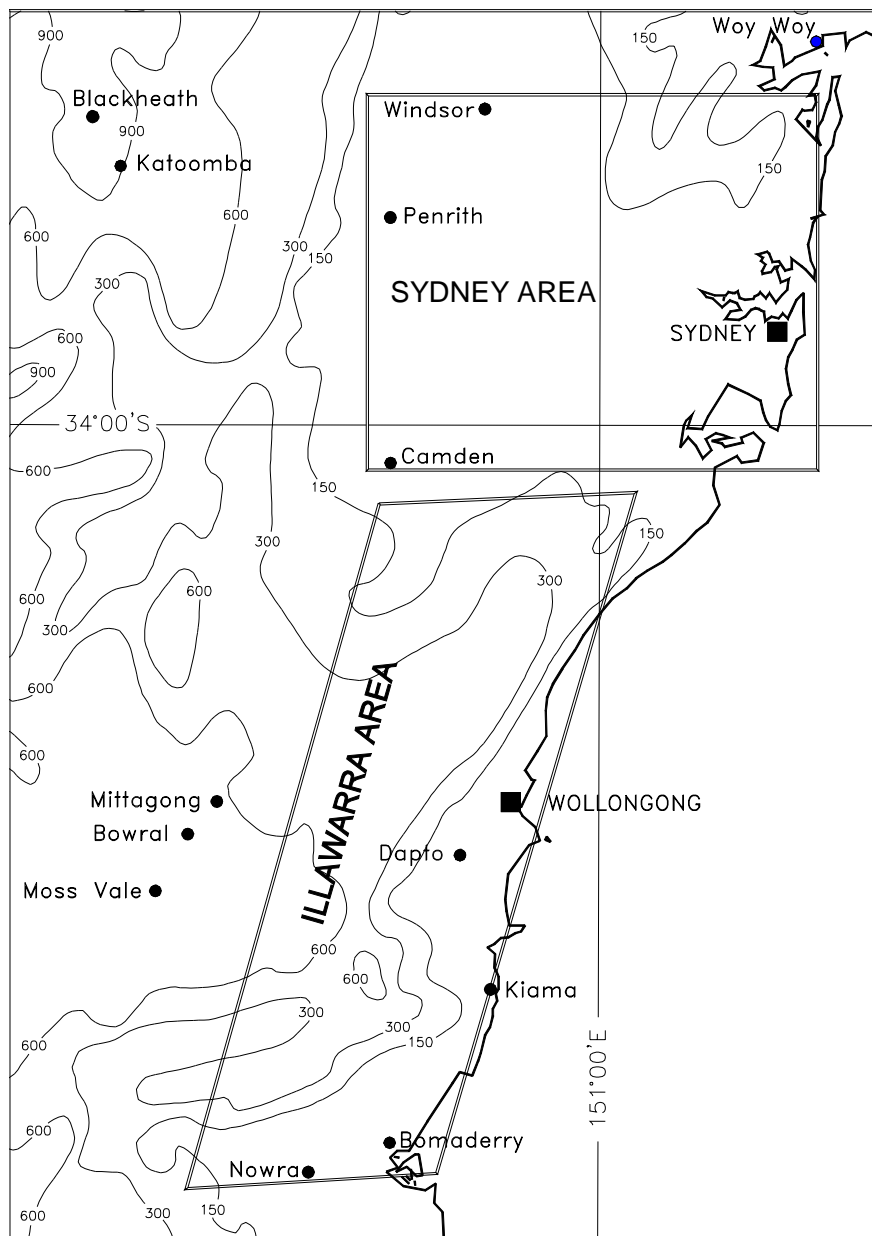 Woy Woy
900
150
Blackheath
Windsor
900
Katoomba
150
600
Penrith
600
300
150
300
SYDNEY AREA
SYDNEY
600
900
34°00'S
Camden
600
150
150
300
300
600
600
300
600
ILLAWARRA AREA
600
Mittagong
WOLLONGONG
Bowral
Dapto
Moss Vale
600
600
Kiama
300
300
150
600
151°00'E
600
Bomaderry
Nowra
150
600
300